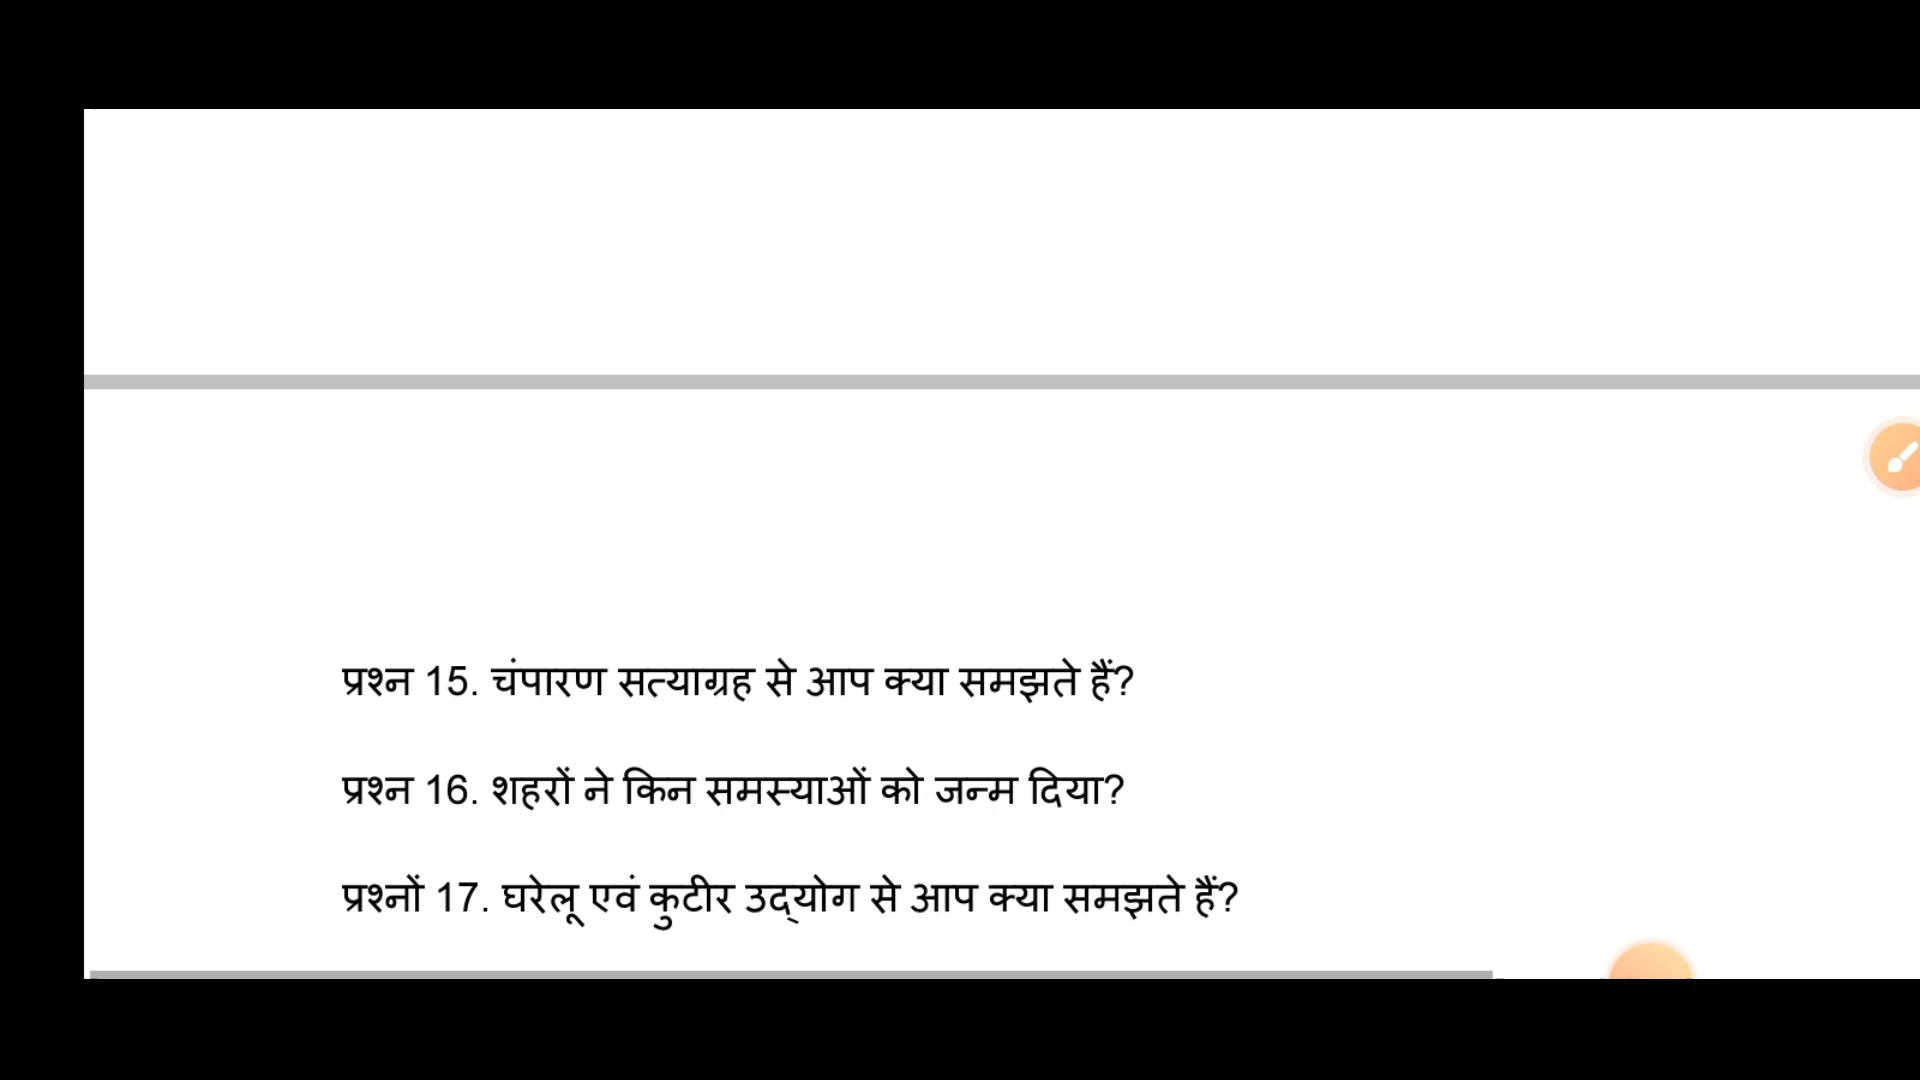 प्रश्न 15. चंपारण सत्याग्रह से आप क्या समझते हैं?
प्रश्न 16. शहरों ने किन समस्याओं को जन्म दिया?
प्रश्नों 17. घरेलू एवं कुटीर उद्योग से आप क्या समझते हैं?